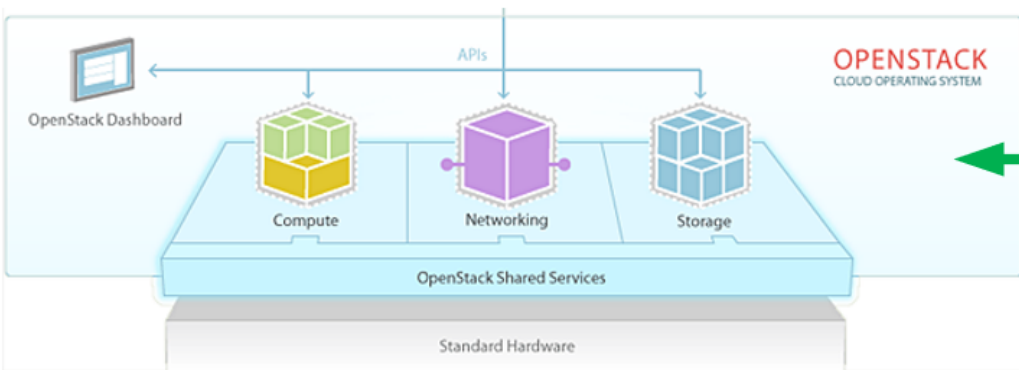 APIs
OPENSTACK
CLOUD OPERATING SYSTEM
OpenStack Dashboard
Compute
Networking
Storage
OpenStack Shared Services
Standard Hardware